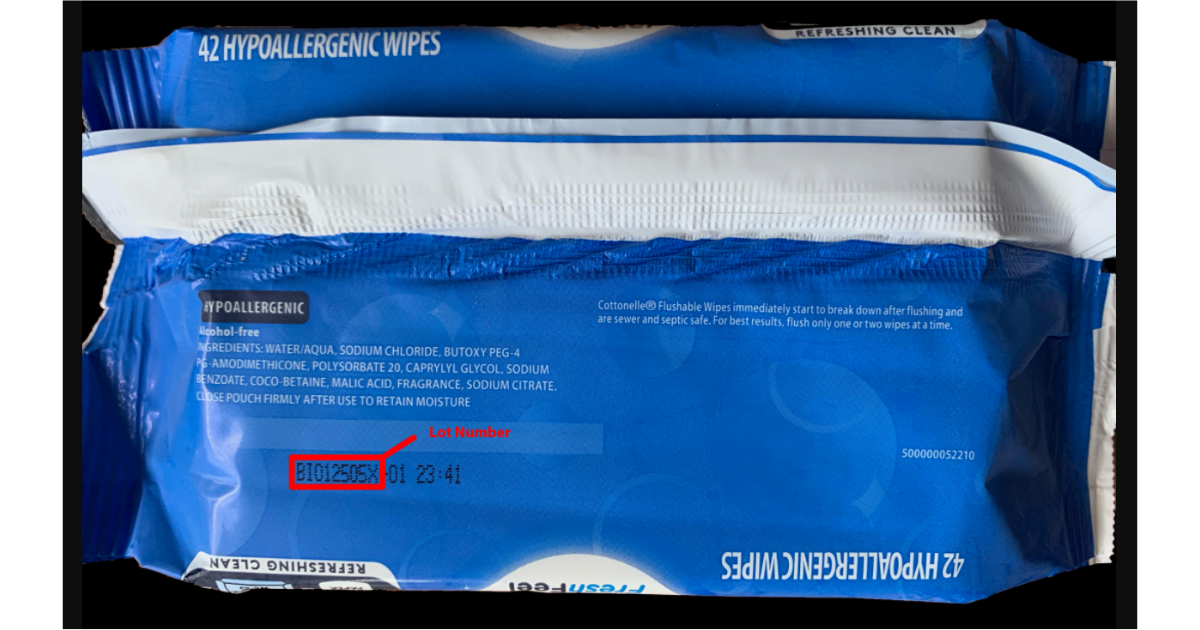 42 HYPOALLERGENIC WIPES
REFRESHING CLEAN
HYPOALLERGENIC
Alcohol-free
INGREDIENTS: WATER/AQUA, SODIUM CHLORIDE, BUTOXY PEG-4
PG-AMODIMETHICONE, POLYSORBATE 20, CAPRYLYL GLYCOL, SODIUM
BENZOATE, COCO-BETAINE, MALIC ACID, FRAGRANCE, SODIUM CITRATE.
CLOSE POUCH FIRMLY AFTER USE TO RETAIN MOISTURE
Cottonelle® Flushable Wipes immediately start to break down after flushing and
are sewer and septic safe. For best results, flush only one or two wipes at a time.
Lot Number
BI012505X-01 23:41
500000052210
REFRESHING CLEAN
FreshFeel
42 HYPOALLERGENIC WIPES